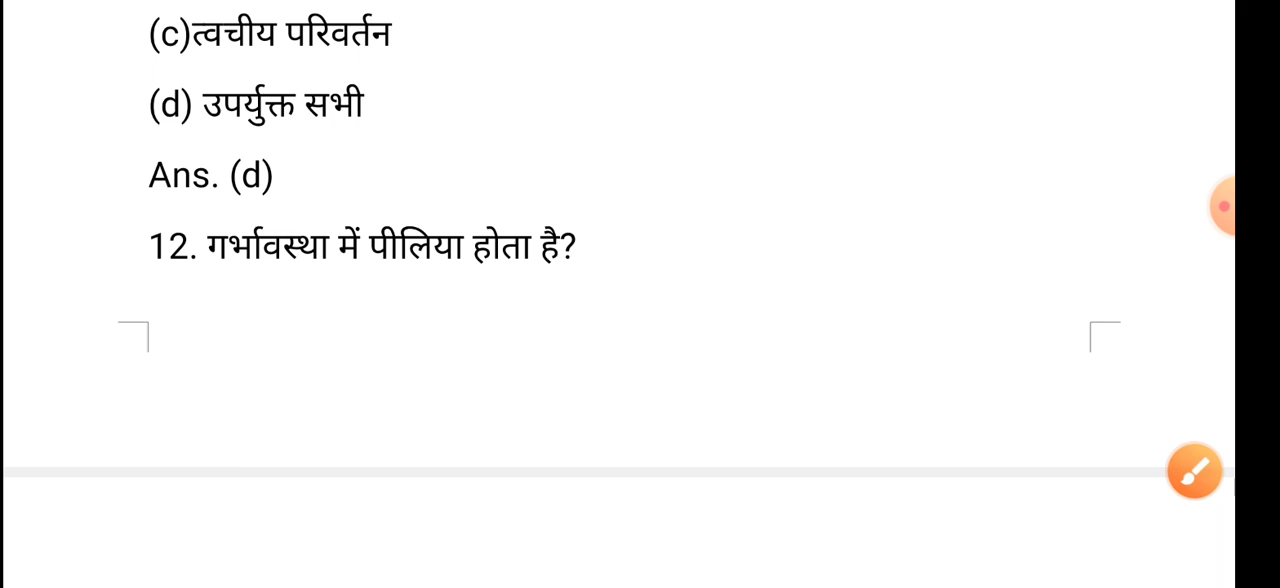 (c)त्वचीय परिवर्तन
(d) उपर्युक्त सभी
Ans. (d)
12. गर्भावस्था में पीलिया होता है?